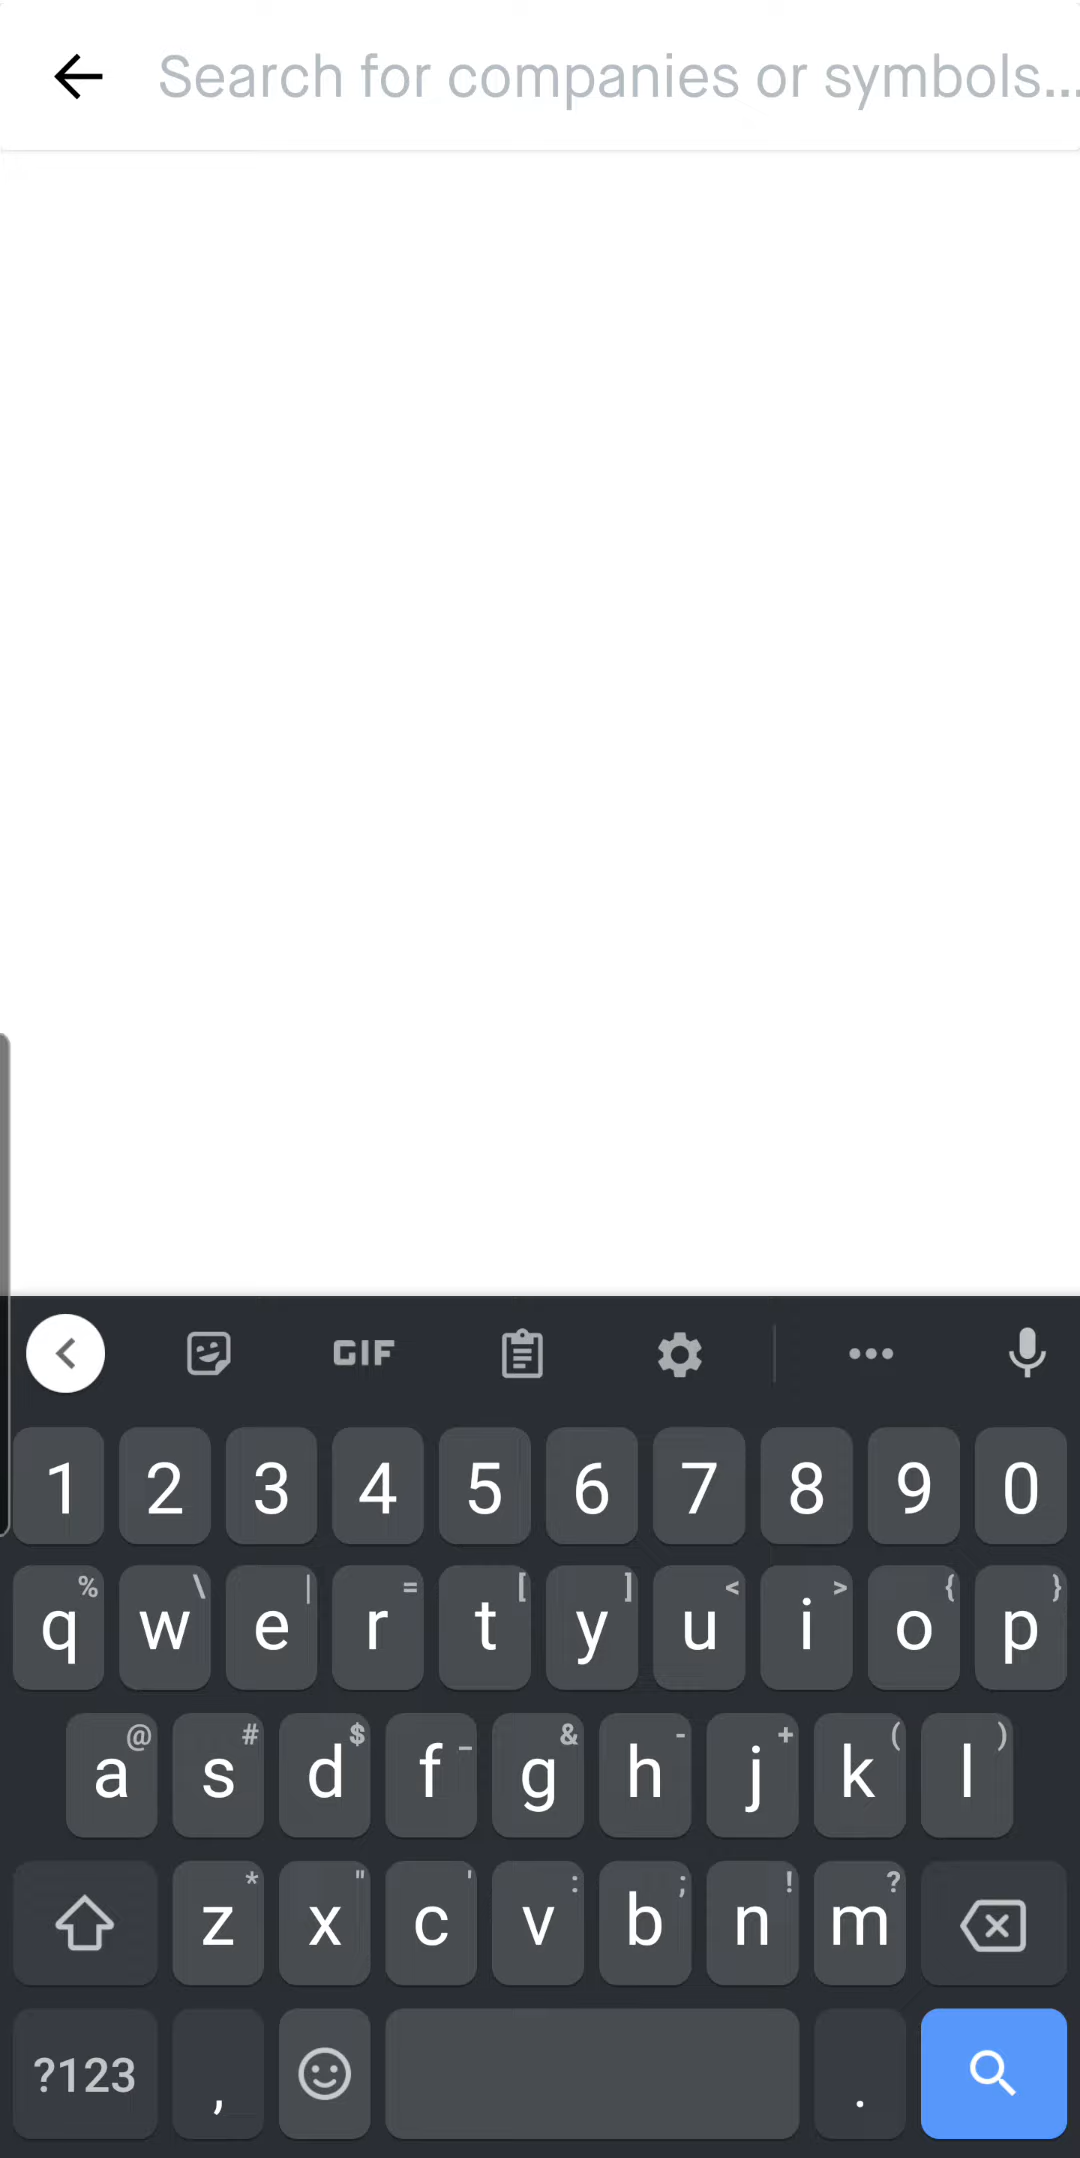 Search for companies or symbols...
GIF
1 2 3 4 5 6 7 8 9 0
% \ | = [ ] < > { }
q w e r t y u i o p
@ # $ _ & - + ( )
a s d f g h j k l
* " ' : ; ! ?
z x c v b n m
?123 , .